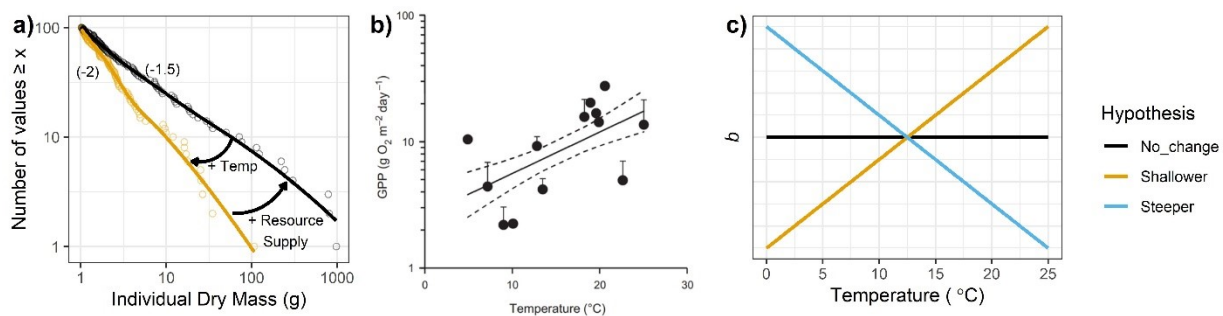 a)
Number of values ≥ x
100
10
1
(-2)
(-1.5)
+ Temp
+ Resource
Supply
1
10
100
1000
Individual Dry Mass (g)
b)
GPP (g O₂ m⁻² day⁻¹)
100
10
1
0
10
20
30
Temperature (°C)
c)
b
0
5
10
15
20
25
Temperature ( °C)
Hypothesis
No_change
Shallower
Steeper